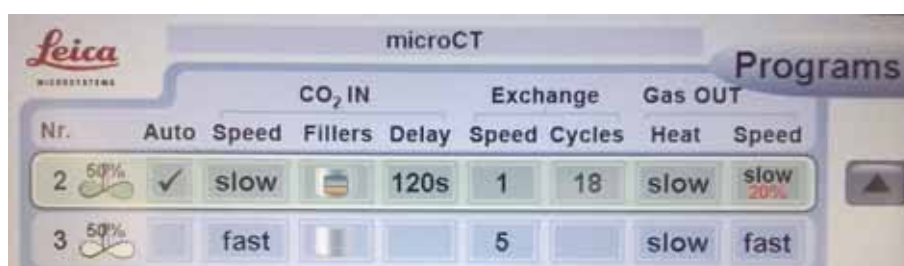 Leica
MICROSYSTEMS
microCT
Programs
CO₂ IN Exchange Gas OUT
Nr. Auto Speed Fillers Delay Speed Cycles Heat Speed
2 50% ✓ slow 120s 1 18 slow slow 20%
3 50% fast 5 slow fast